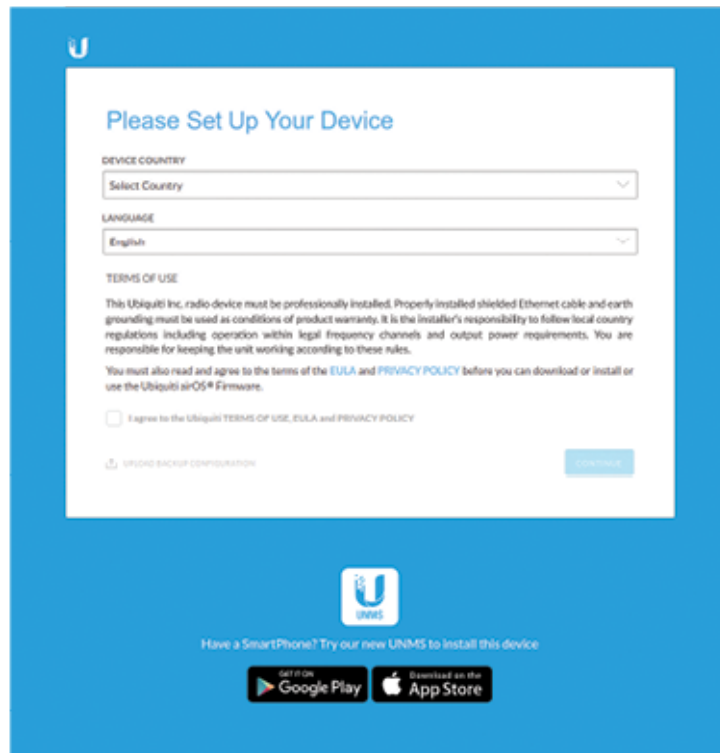 U
Please Set Up Your Device
DEVICE COUNTRY
Select Country
LANGUAGE
English
TERMS OF USE
This Ubiquiti Inc. radio device must be professionally installed. Properly installed shielded Ethernet cable and earth
grounding must be used as conditions of product warranty. It is the installer's responsibility to follow local country
regulations including operation within legal frequency channels and output power requirements. You are
responsible for keeping the unit working according to these rules.
You must also read and agree to the terms of the EULA and PRIVACY POLICY before you can download or install or
use the Ubiquiti airOS® Firmware.
I agree to the Ubiquiti TERMS OF USE, EULA and PRIVACY POLICY
UPLOAD BACKUP CONFIGURATION
CONTINUE
U
UNMS
Have a SmartPhone? Try our new UNMS to install this device
GET IT ON
Google Play
Download on the
App Store